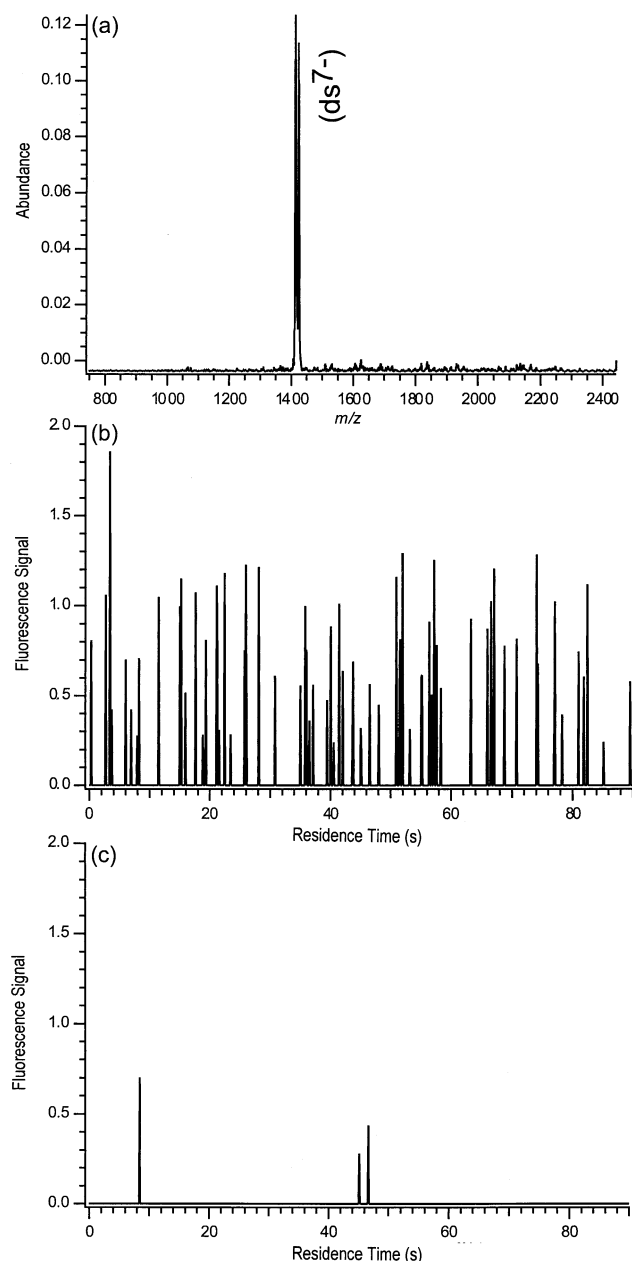 (a)
0.12
0.10
0.08
0.06
0.04
0.02
0.00
Abundance
(ds7-)
800 1000 1200 1400 1600 1800 2000 2200 2400
m/z
(b)
2.0
1.5
1.0
0.5
0.0
Fluorescence Signal
0 20 40 60 80
Residence Time (s)
(c)
2.0
1.5
1.0
0.5
0.0
Fluorescence Signal
0 20 40 60 80
Residence Time (s)